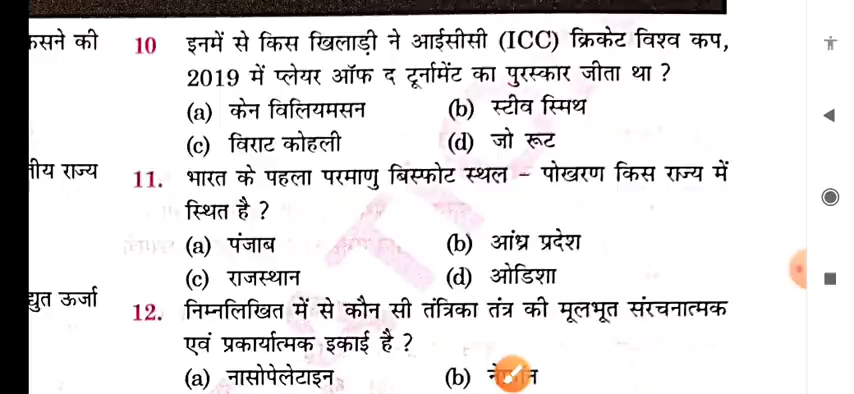 कसने की
10 इनमें से किस खिलाड़ी ने आईसीसी (ICC) क्रिकेट विश्व कप,
2019 में प्लेयर ऑफ द टूर्नामेंट का पुरस्कार जीता था ?
(a) केन विलियमसन (b) स्टीव स्मिथ
(c) विराट कोहली (d) जो रूट
तीय राज्य
11. भारत के पहला परमाणु बिस्फोट स्थल – पोखरण किस राज्य में
स्थित है ?
(a) पंजाब (b) आंध्र प्रदेश
(c) राजस्थान (d) ओडिशा
द्युत ऊर्जा
12. निम्नलिखित में से कौन सी तंत्रिका तंत्र की मूलभूत संरचनात्मक
एवं प्रकार्यात्मक इकाई है ?
(a) नासोपेलेटाइन (b)